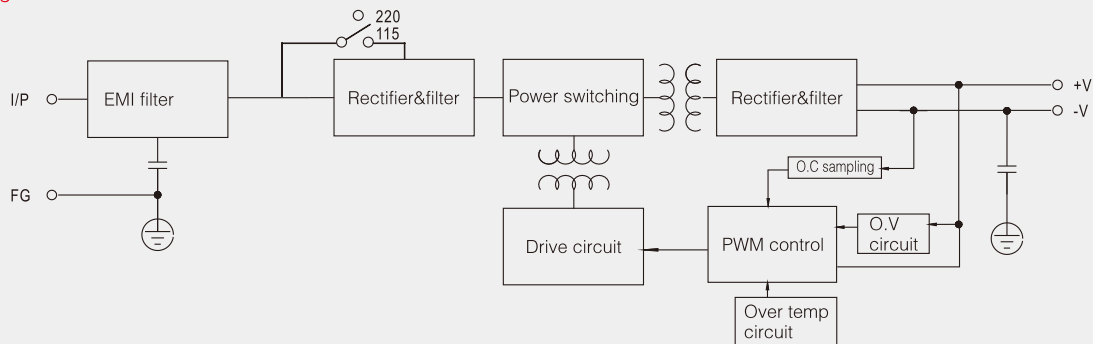 220
115
I/P
EMI filter
Rectifier&filter
Power switching
Rectifier&filter
+V
-V
O.C sampling
FG
Drive circuit
PWM control
O.V
circuit
Over temp
circuit